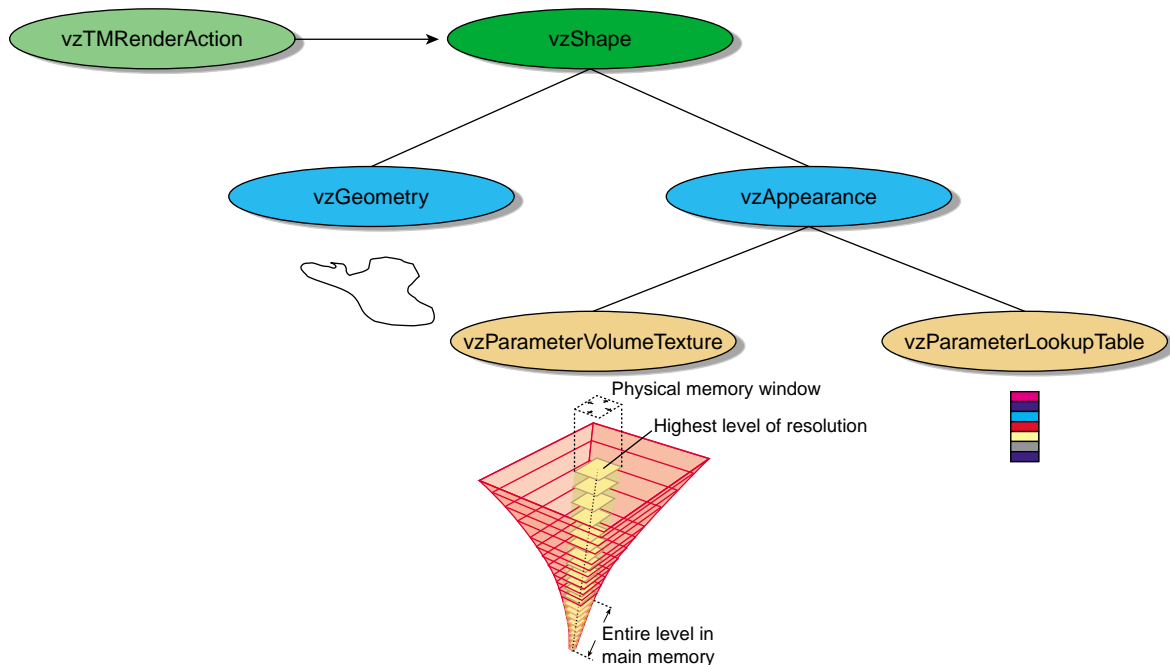 vzTMRenderAction
vzShape
vzGeometry
vzAppearance
vzParameterVolumeTexture
vzParameterLookupTable
Physical memory window
Highest level of resolution
Entire level in
main memory